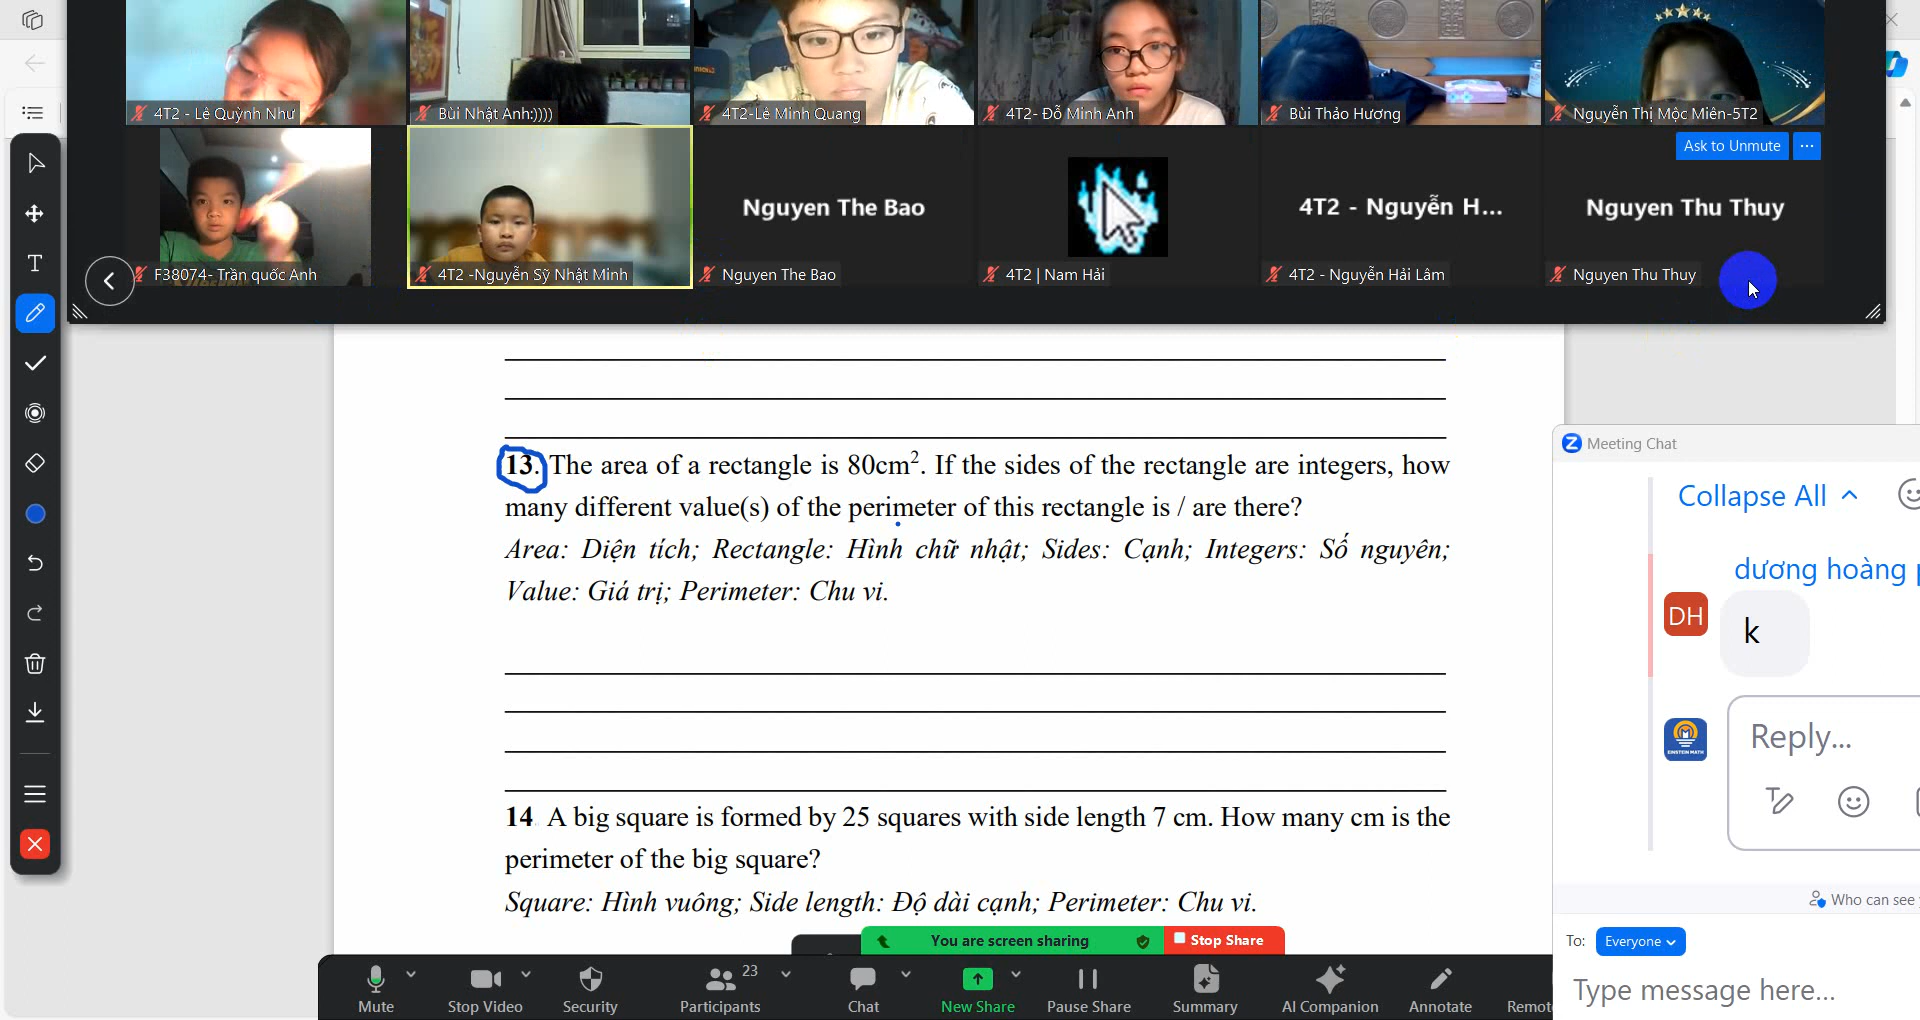 4T2 - Lê Quỳnh Như
Bùi Nhật Anh:))))
4T2-Lê Minh Quang
4T2- Đỗ Minh Anh
Bùi Thảo Hương
Nguyễn Thị Mộc Miên-5T2
Ask to Unmute
Nguyen The Bao
4T2 - Nguyễn H...
Nguyen Thu Thuy
F38074- Trần quốc Anh
4T2 -Nguyễn Sỹ Nhật Minh
Nguyen The Bao
4T2 | Nam Hải
4T2 - Nguyễn Hải Lâm
Nguyen Thu Thuy
T
13. The area of a rectangle is 80cm². If the sides of the rectangle are integers, how
many different value(s) of the perimeter of this rectangle is / are there?
Area: Diện tích; Rectangle: Hình chữ nhật; Sides: Cạnh; Integers: Số nguyên;
Value: Giá trị; Perimeter: Chu vi.
14 A big square is formed by 25 squares with side length 7 cm. How many cm is the
perimeter of the big square?
Square: Hình vuông; Side length: Độ dài cạnh; Perimeter: Chu vi.
Meeting Chat
Collapse All
dương hoàng
DH
k
EINSTEIN MATH
Reply...
Who can see
To: Everyone
Type message here...
You are screen sharing
Stop Share
23
Mute
Stop Video
Security
Participants
Chat
New Share
Pause Share
Summary
AI Companion
Annotate
Remot